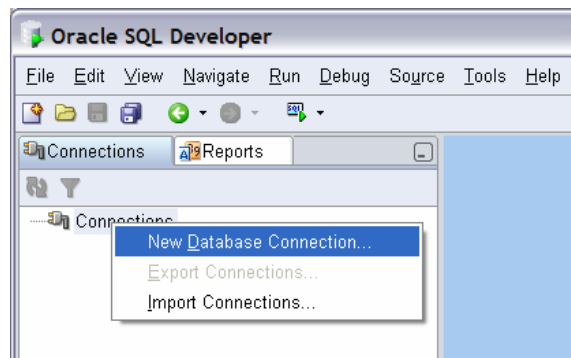 Oracle SQL Developer
File Edit View Navigate Run Debug Source Tools Help
SQL
Connections Reports
Connections
New Database Connection...
Export Connections...
Import Connections...